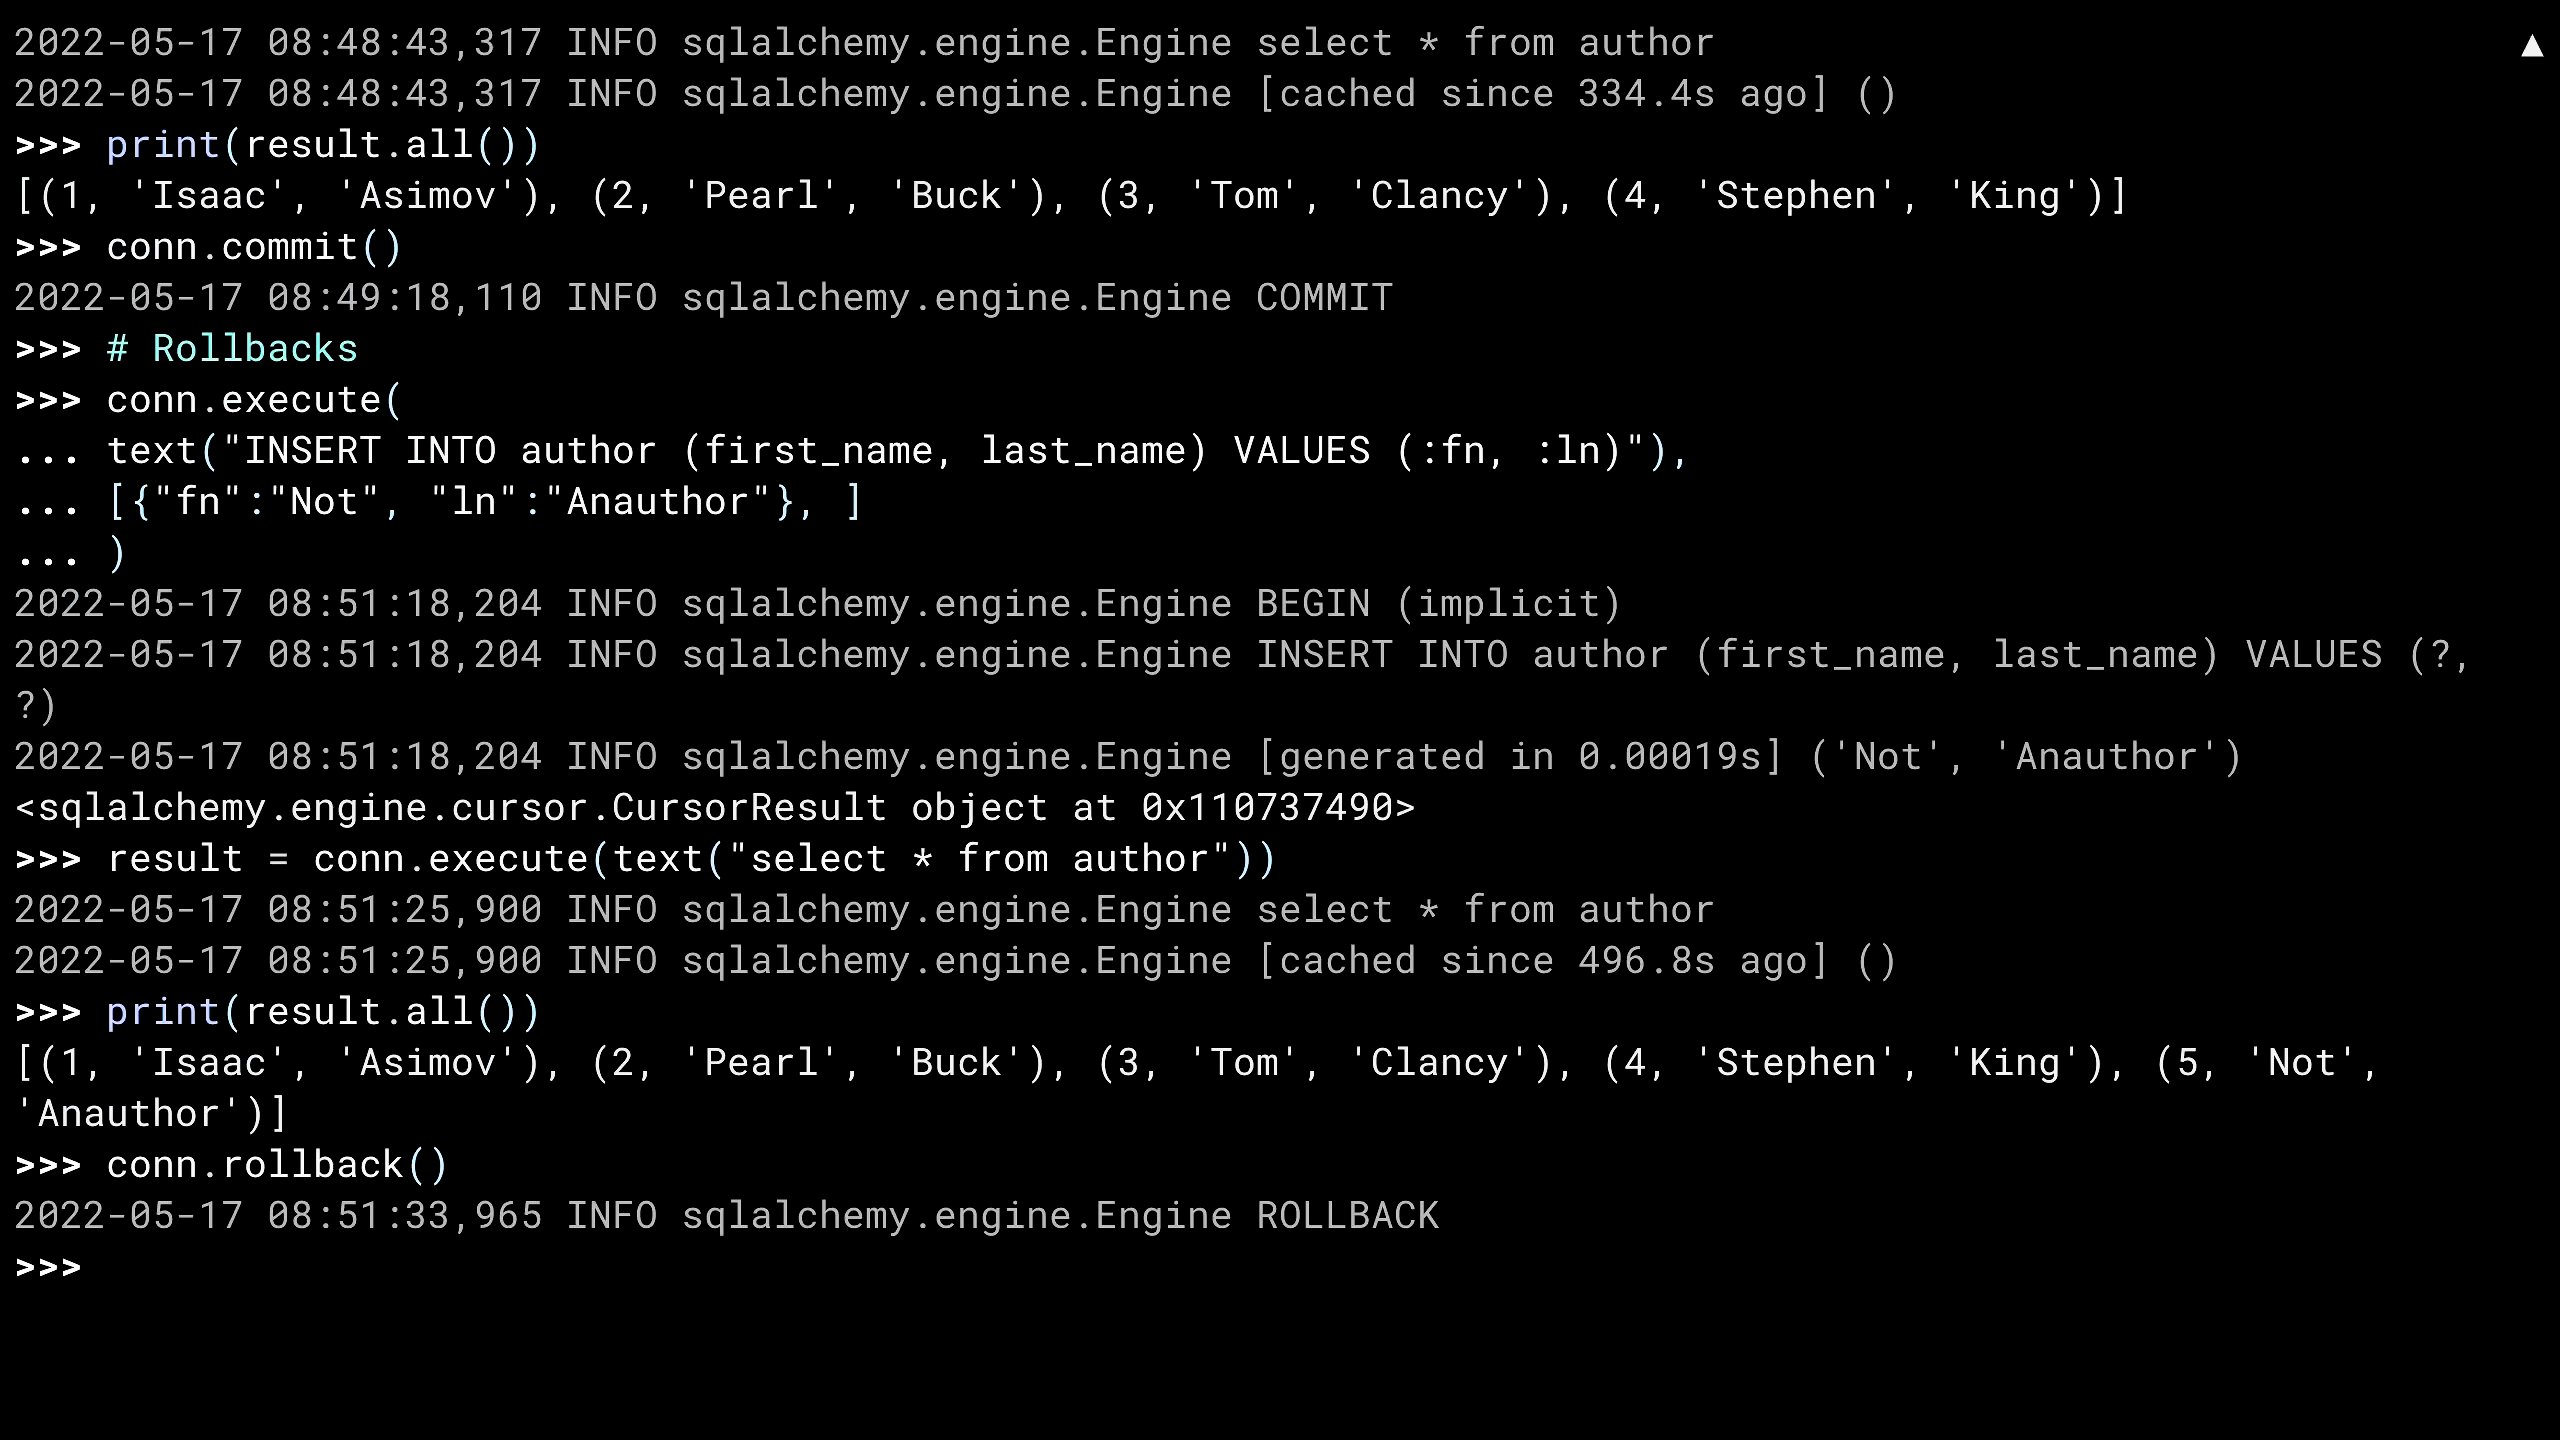 2022-05-17 08:48:43,317 INFO sqlalchemy.engine.Engine select * from author
2022-05-17 08:48:43,317 INFO sqlalchemy.engine.Engine [cached since 334.4s ago] ()
>>> print(result.all())
[(1, 'Isaac', 'Asimov'), (2, 'Pearl', 'Buck'), (3, 'Tom', 'Clancy'), (4, 'Stephen', 'King')]
>>> conn.commit()
2022-05-17 08:49:18,110 INFO sqlalchemy.engine.Engine COMMIT
>>> # Rollbacks
>>> conn.execute(
... text("INSERT INTO author (first_name, last_name) VALUES (:fn, :ln)"),
... [{"fn":"Not", "ln":"Anauthor"}, ]
... )
2022-05-17 08:51:18,204 INFO sqlalchemy.engine.Engine BEGIN (implicit)
2022-05-17 08:51:18,204 INFO sqlalchemy.engine.Engine INSERT INTO author (first_name, last_name) VALUES (?,
?)
2022-05-17 08:51:18,204 INFO sqlalchemy.engine.Engine [generated in 0.00019s] ('Not', 'Anauthor')
<sqlalchemy.engine.cursor.CursorResult object at 0x110737490>
>>> result = conn.execute(text("select * from author"))
2022-05-17 08:51:25,900 INFO sqlalchemy.engine.Engine select * from author
2022-05-17 08:51:25,900 INFO sqlalchemy.engine.Engine [cached since 496.8s ago] ()
>>> print(result.all())
[(1, 'Isaac', 'Asimov'), (2, 'Pearl', 'Buck'), (3, 'Tom', 'Clancy'), (4, 'Stephen', 'King'), (5, 'Not',
'Anauthor')]
>>> conn.rollback()
2022-05-17 08:51:33,965 INFO sqlalchemy.engine.Engine ROLLBACK
>>>